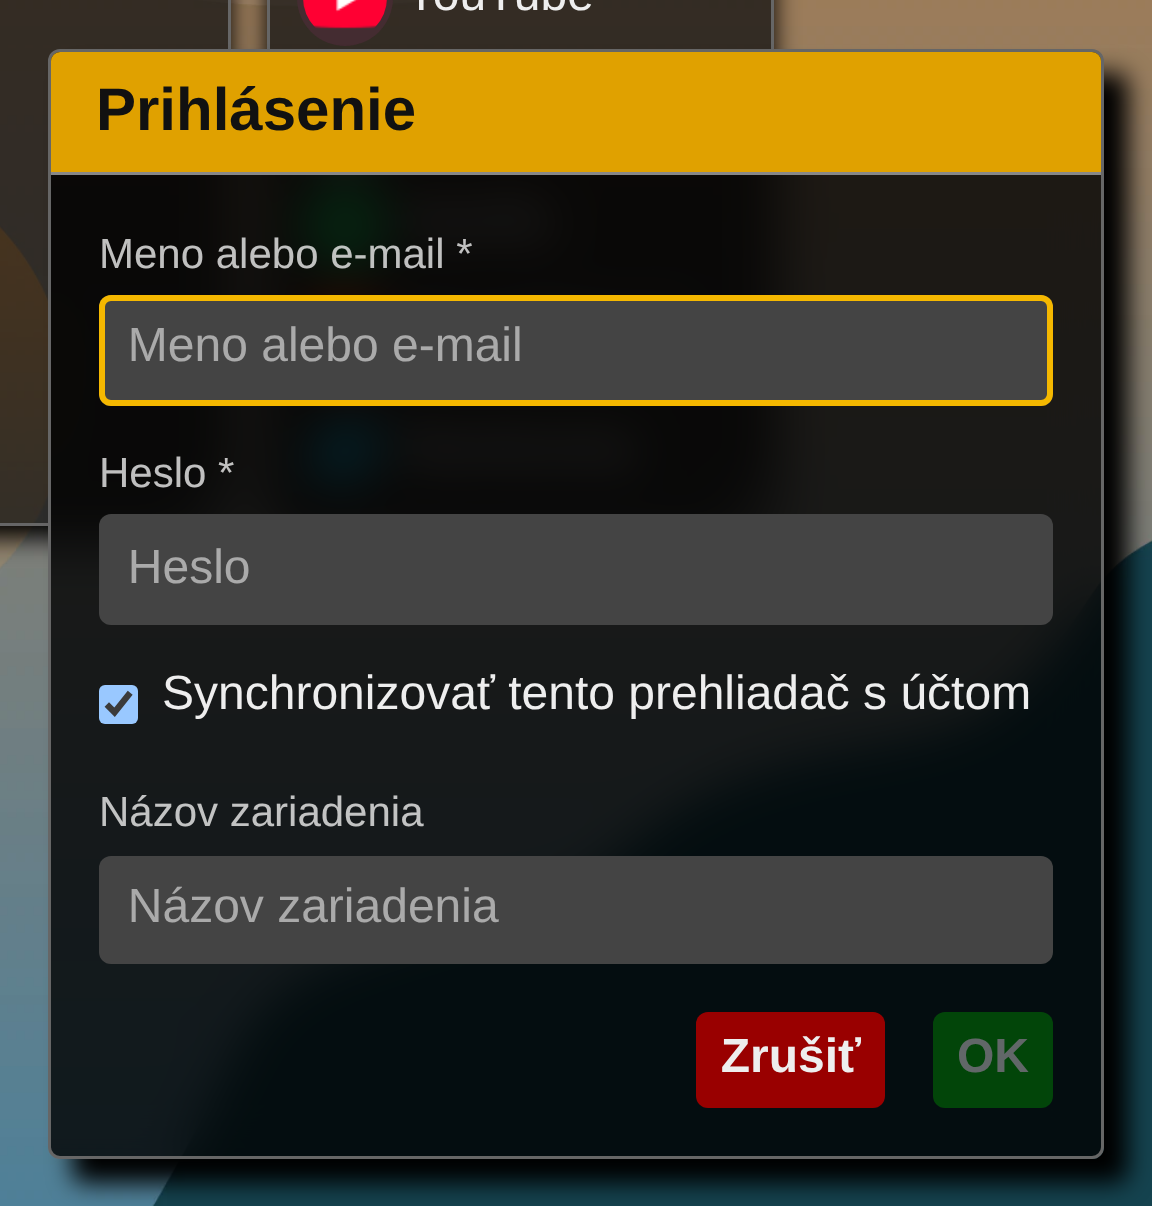 YouTube
Prihlásenie
Meno alebo e-mail *
Meno alebo e-mail
Heslo *
Heslo
Synchronizovať tento prehliadač s účtom
Názov zariadenia
Názov zariadenia
Zrušiť OK